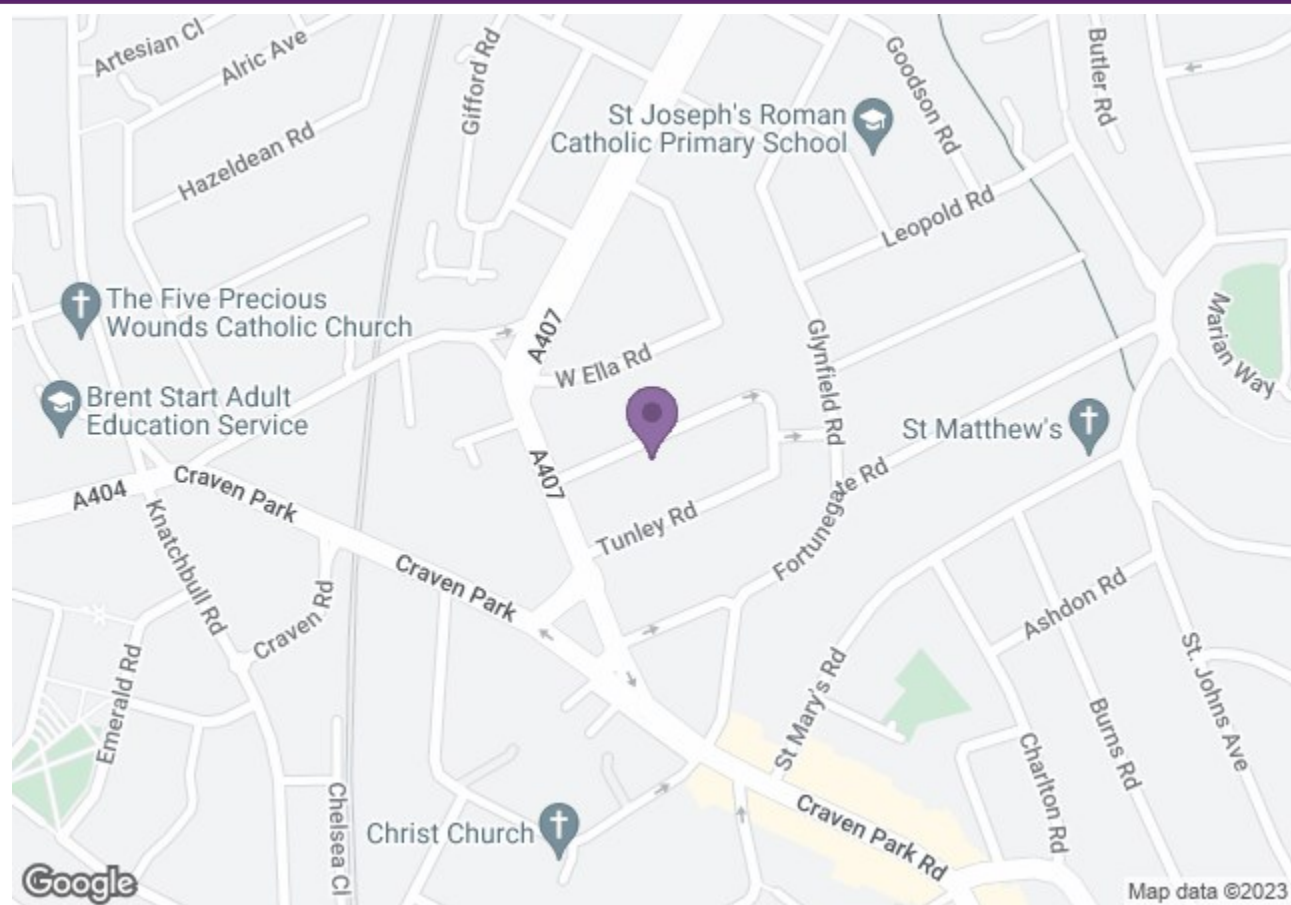 Artesian Cl
Alric Ave
Gifford Rd
Goodson Rd
Butler Rd
St Joseph's Roman
Catholic Primary School
Hazeldean Rd
Leopold Rd
The Five Precious
Wounds Catholic Church
A407
W Ella Rd
Glynfield Rd
Marian Way
Brent Start Adult
Education Service
St Matthew's
A404
Craven Park
A407
Knatchbull Rd
Tunley Rd
Fortunegate Rd
Craven Park
Craven Rd
Ashdon Rd
Emerald Rd
St Mary's Rd
St. Johns Ave
Burns Rd
Charlton Rd
Chelsea Cl
Christ Church
Craven Park Rd
Google
Map data ©2023